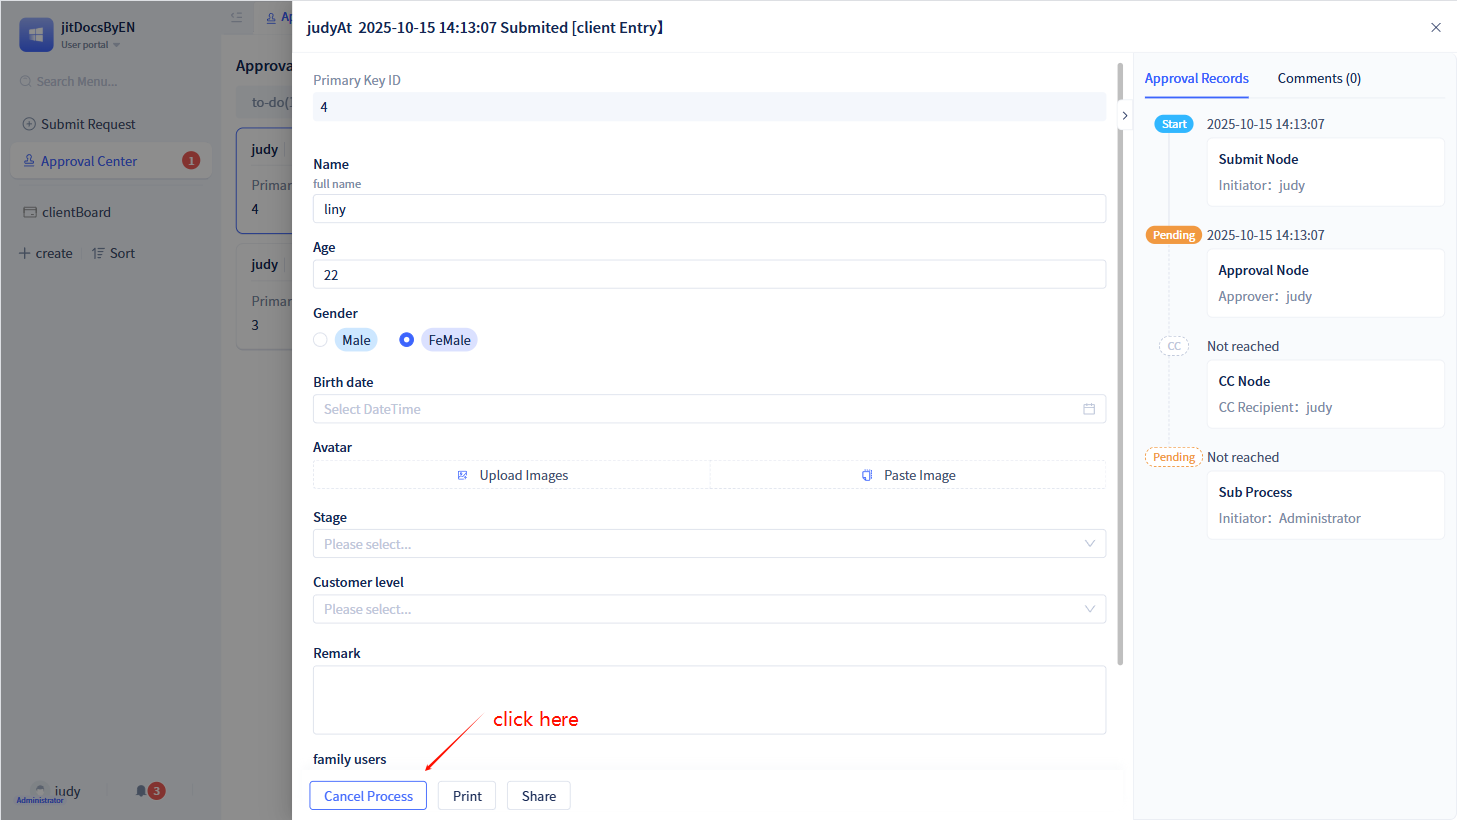 jitDocsByEN
User portal
Search Menu...
Submit Request
Approval Center
1
clientBoard
create
Sort
judy
Administrator
3
Ap
Approva
to-do(
judy
Primar
4
judy
Primar
3
judyAt 2025-10-15 14:13:07 Submited [client Entry】
Primary Key ID
4
Name
full name
liny
Age
22
Gender
Male
FeMale
Birth date
Select DateTime
Avatar
Upload Images
Paste Image
Stage
Please select...
Customer level
Please select...
Remark
click here
family users
Cancel Process
Print
Share
Approval Records
Comments (0)
Start
2025-10-15 14:13:07
Submit Node
Initiator：judy
Pending
2025-10-15 14:13:07
Approval Node
Approver：judy
CC
Not reached
CC Node
CC Recipient：judy
Pending
Not reached
Sub Process
Initiator：Administrator